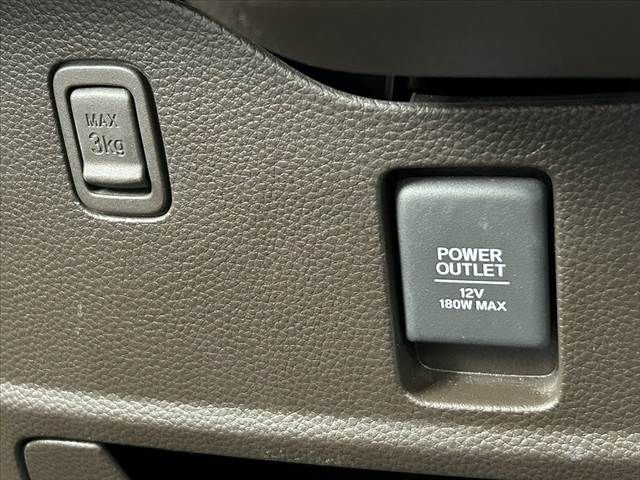 MAX
3kg
POWER
OUTLET
12V
180W MAX